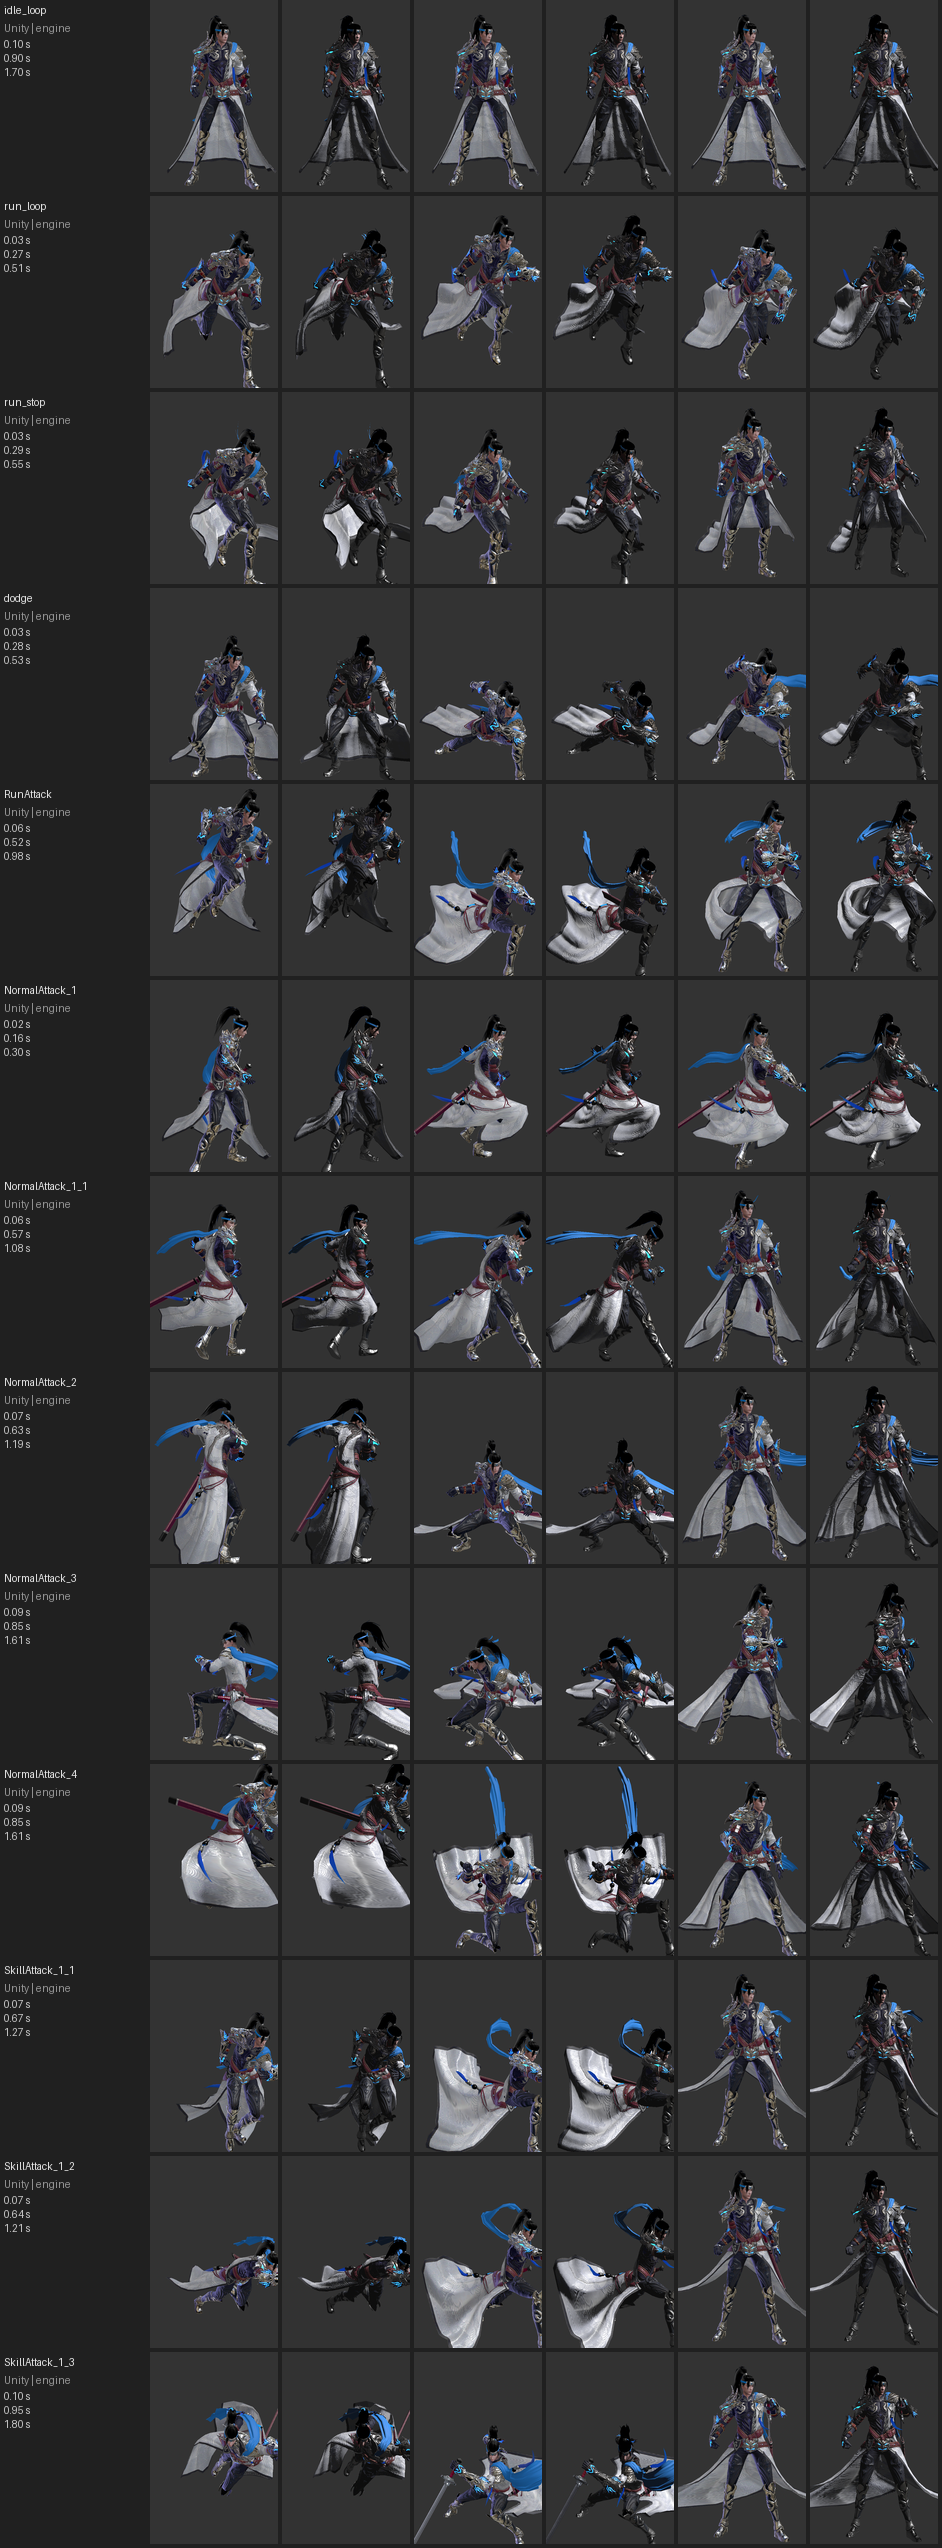 idle_loop
Unity | engine
0.10 s
0.90 s
1.70 s
run_loop
Unity | engine
0.03 s
0.27 s
0.51 s
run_stop
Unity | engine
0.03 s
0.29 s
0.55 s
dodge
Unity | engine
0.03 s
0.28 s
0.53 s
RunAttack
Unity | engine
0.06 s
0.52 s
0.98 s
NormalAttack_1
Unity | engine
0.02 s
0.16 s
0.30 s
NormalAttack_1_1
Unity | engine
0.06 s
0.57 s
1.08 s
NormalAttack_2
Unity | engine
0.07 s
0.63 s
1.19 s
NormalAttack_3
Unity | engine
0.09 s
0.85 s
1.61 s
NormalAttack_4
Unity | engine
0.09 s
0.85 s
1.61 s
SkillAttack_1_1
Unity | engine
0.07 s
0.67 s
1.27 s
SkillAttack_1_2
Unity | engine
0.07 s
0.64 s
1.21 s
SkillAttack_1_3
Unity | engine
0.10 s
0.95 s
1.80 s